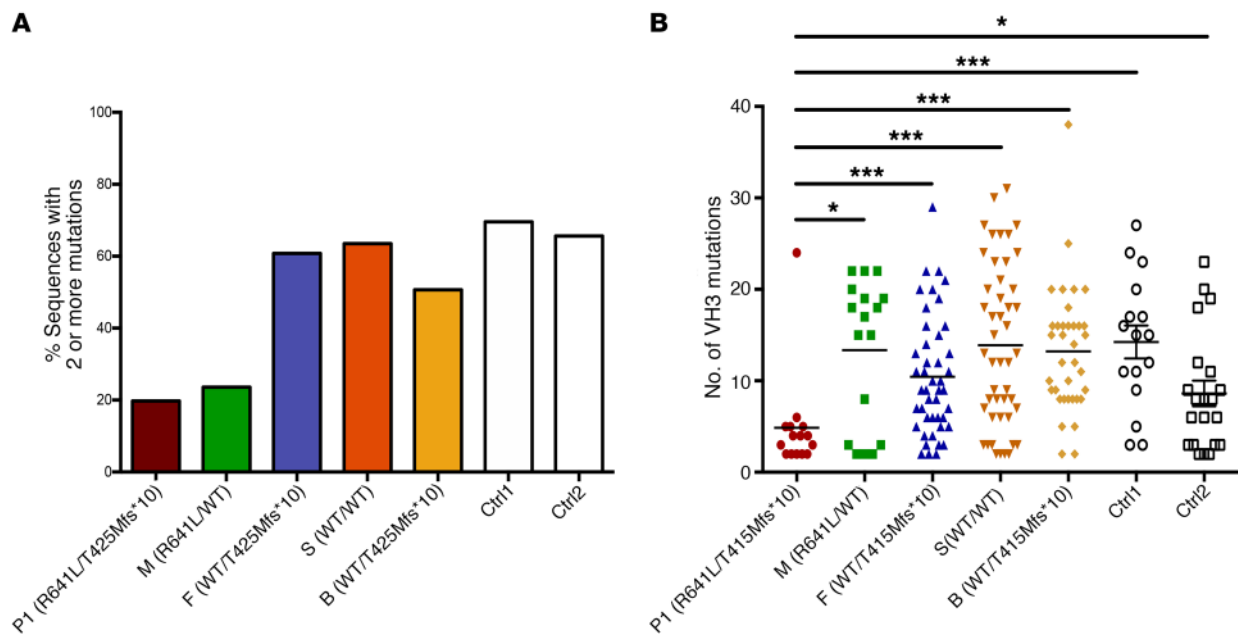 A
% Sequences with
2 or more mutations
100
80
60
40
20
0
P1 (R641L/T425Mfs*10)
M (R641L/WT)
F (WT/T425Mfs*10)
S (WT/WT)
B (WT/T425Mfs*10)
Ctrl1
Ctrl2
B
*
***
***
***
***
*
No. of VH3 mutations
40
30
20
10
0
P1 (R641L/T415Mfs*10)
M (R641L/WT)
F (WT/T415Mfs*10)
S(WT/WT)
B (WT/T415Mfs*10)
Ctrl1
Ctrl2